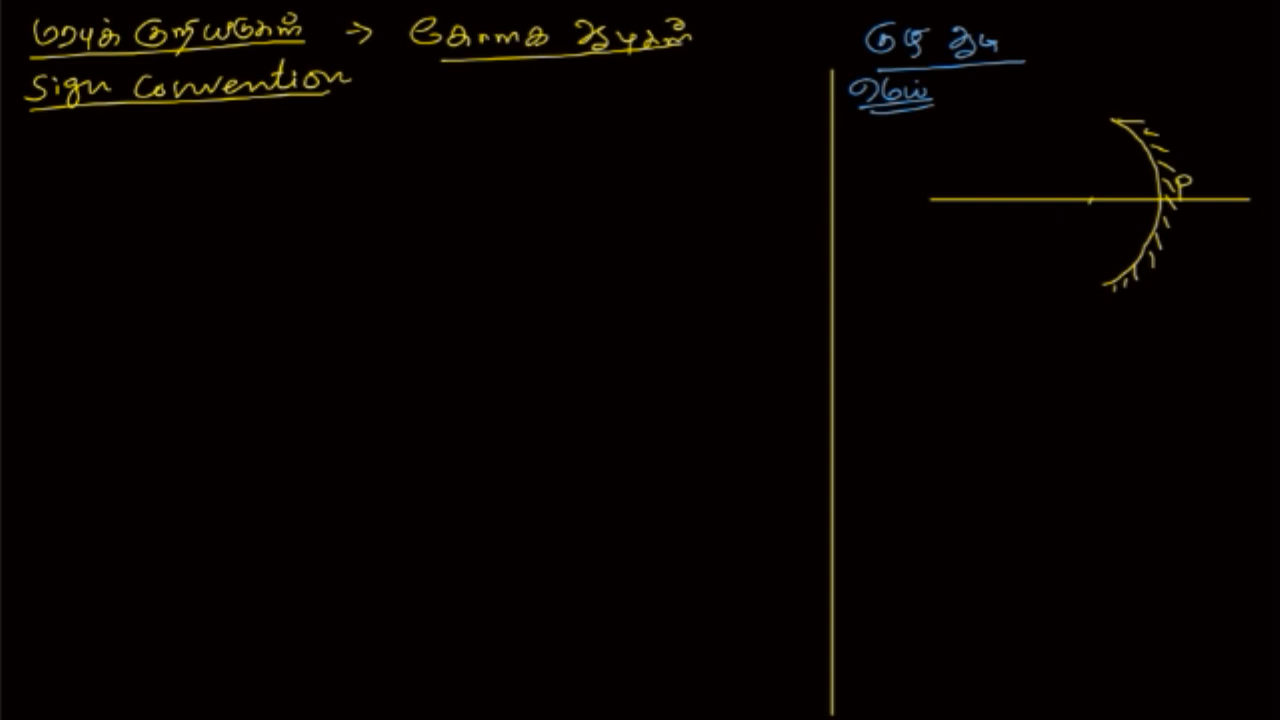 மரபுக் குறியீடுகள் → கோளக ஆடிகள்
Sign Convention
குழி ஆடி
மெய்
P